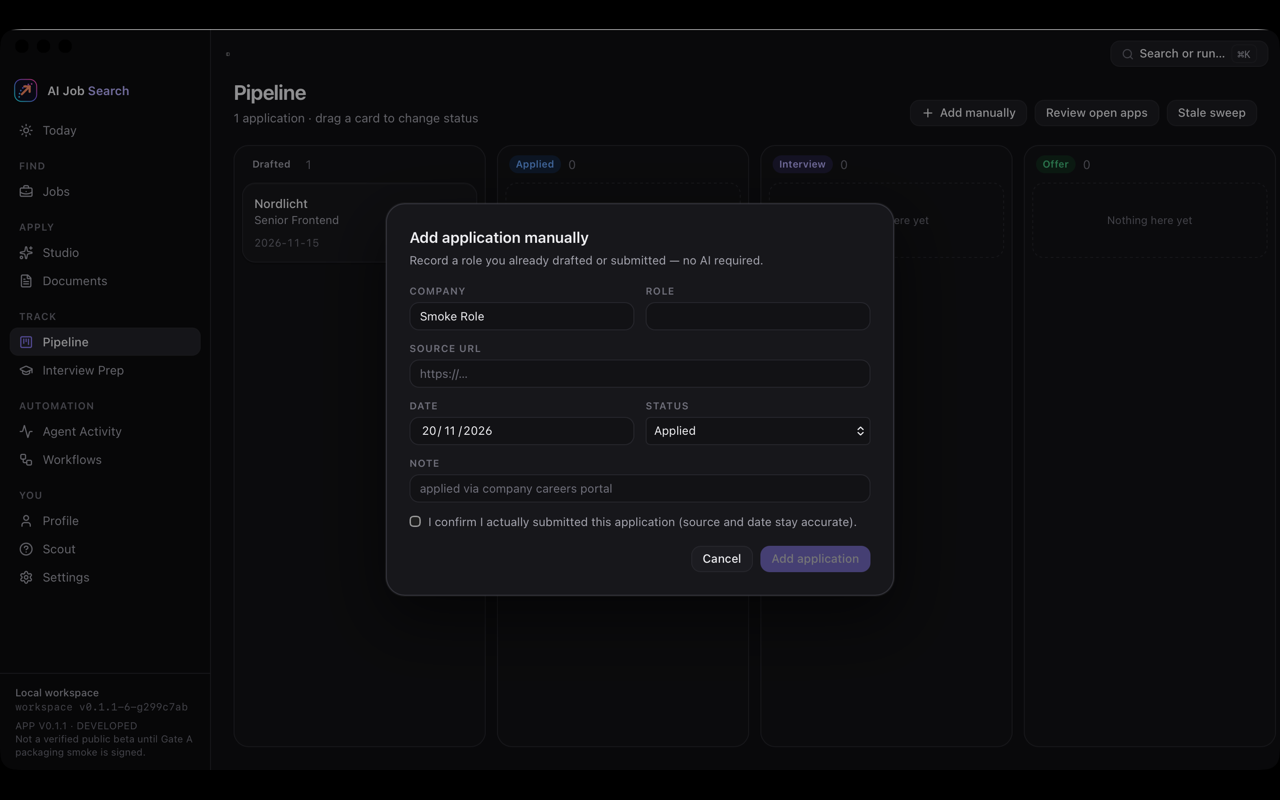 Search or run... ⌘K
AI Job Search
Today
FIND
Jobs
APPLY
Studio
Documents
TRACK
Pipeline
Interview Prep
AUTOMATION
Agent Activity
Workflows
YOU
Profile
Scout
Settings
Local workspace
workspace v0.1.1-6-g299c7ab
APP V0.1.1 · DEVELOPED
Not a verified public beta until Gate A
packaging smoke is signed.
Pipeline
1 application · drag a card to change status
Add manually
Review open apps
Stale sweep
Drafted 1
Nordlicht
Senior Frontend
2026-11-15
Applied 0
Interview 0
ere yet
Offer 0
Nothing here yet
Add application manually
Record a role you already drafted or submitted — no AI required.
COMPANY ROLE
Smoke Role
SOURCE URL
https://...
DATE STATUS
20/11/2026 Applied
NOTE
applied via company careers portal
I confirm I actually submitted this application (source and date stay accurate).
Cancel Add application